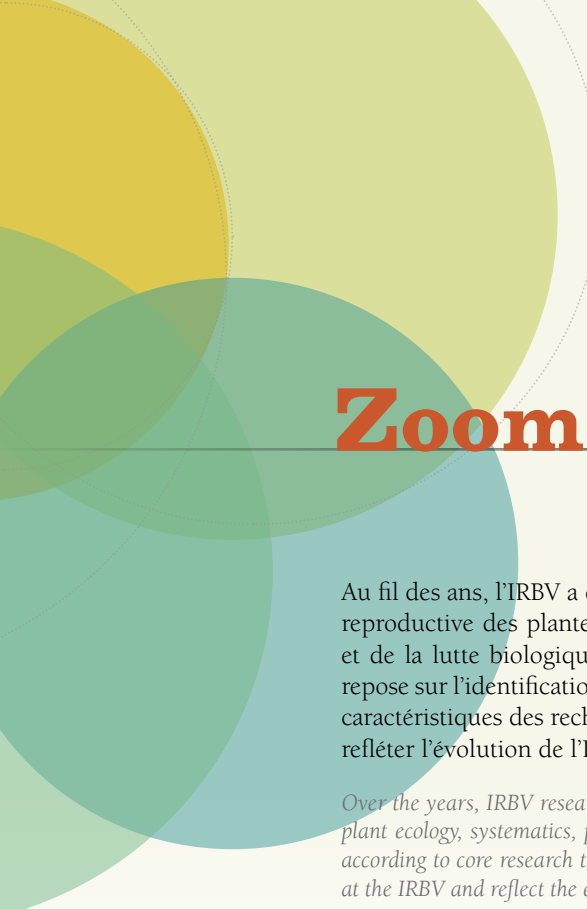 Zoom
Au fil des ans, l'IRBV a
reproductive des plante
et de la lutte biologiqu
repose sur l'identificatio
caractéristiques des rech
refléter l'évolution de l'I
Over the years, IRBV resea
plant ecology, systematics,
according to core research t
at the IRBV and reflect the